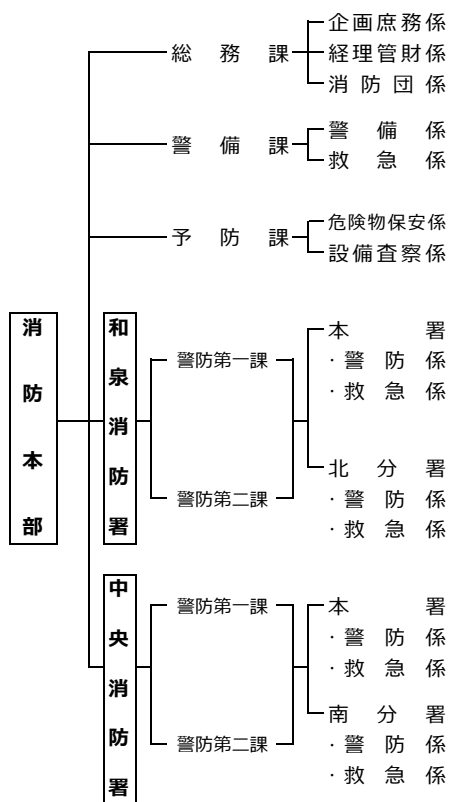 総務課
企画庶務係
経理管財係
消防団係
警備課
警備係
救急係
予防課
危険物保安係
設備査察係
消防本部
和泉消防署
警防第一課
警防第二課
本署
・警防係
・救急係
北分署
・警防係
・救急係
中央消防署
警防第一課
警防第二課
本署
・警防係
・救急係
南分署
・警防係
・救急係